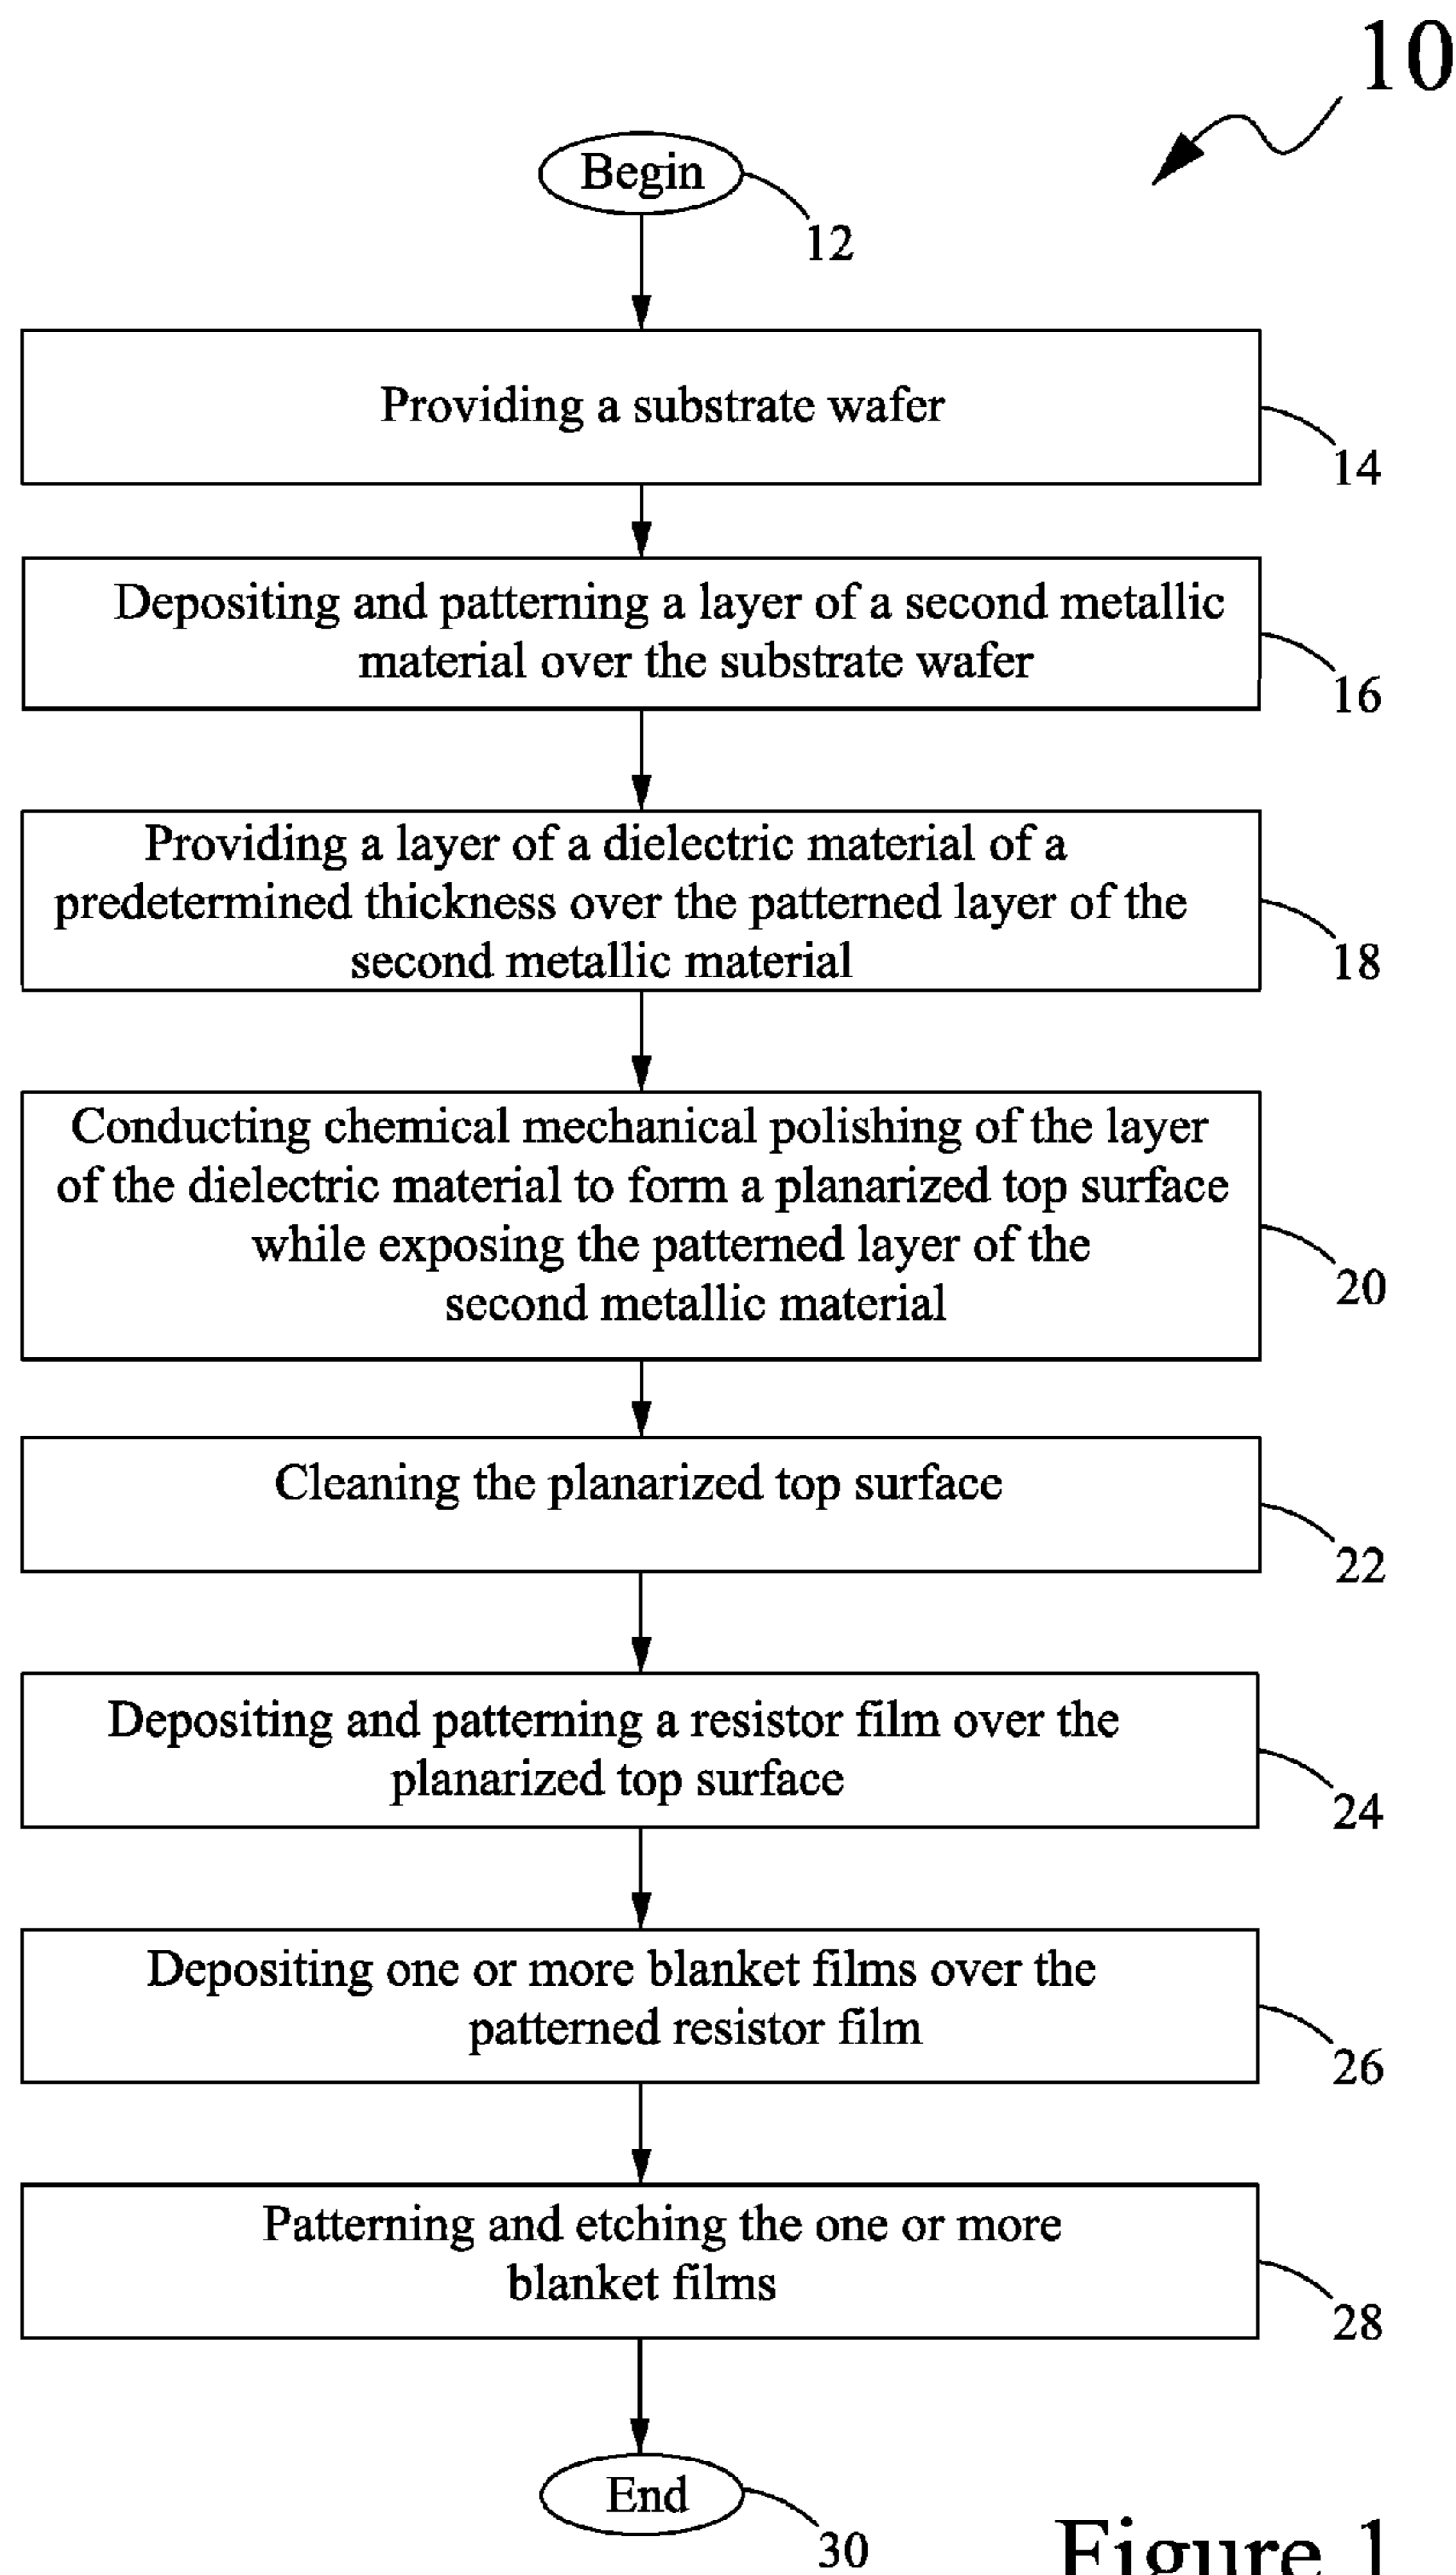 10
Begin
12
Providing a substrate wafer
14
Depositing and patterning a layer of a second metallic
material over the substrate wafer
16
Providing a layer of a dielectric material of a
predetermined thickness over the patterned layer of the
second metallic material
18
Conducting chemical mechanical polishing of the layer
of the dielectric material to form a planarized top surface
while exposing the patterned layer of the
second metallic material
20
Cleaning the planarized top surface
22
Depositing and patterning a resistor film over the
planarized top surface
24
Depositing one or more blanket films over the
patterned resistor film
26
Patterning and etching the one or more
blanket films
28
End
30
Figure 1